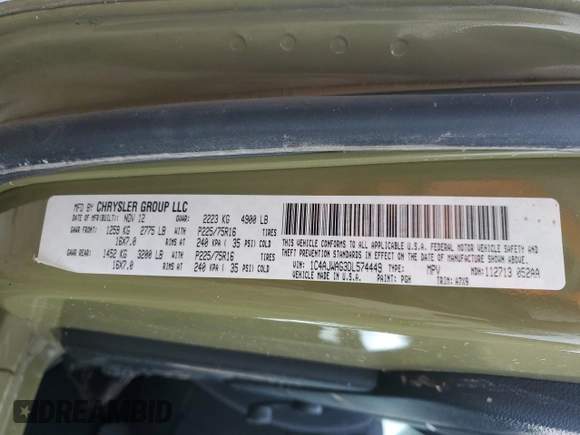 MFD BY CHRYSLER GROUP LLC
DATE OF MFR(BUILT): NOV 12 GVWR: 2223 KG 4900 LB
GAWR FRONT: 1259 KG 2775 LB WITH P225/75R16 TIRES
16X7.0 RIMS AT 240 KPA ( 35 PSI) COLD
GAWR REAR: 1452 KG 3200 LB WITH P225/75R16 TIRES
16X7.0 RIMS AT 240 KPA ( 35 PSI) COLD
THIS VEHICLE CONFORMS TO ALL APPLICABLE U.S.A. FEDERAL MOTOR VEHICLE SAFETY AND
THEFT PREVENTION STANDARDS IN EFFECT ON THE DATE OF MANUFACTURE SHOWN ABOVE.
VIN: 1C4AJWAG3DL574449 TYPE: MPV MDH: 112713 052AA
VEHICLE MADE IN U.S.A. PAINT: PQH TRIM: A7X9
DREAMBID